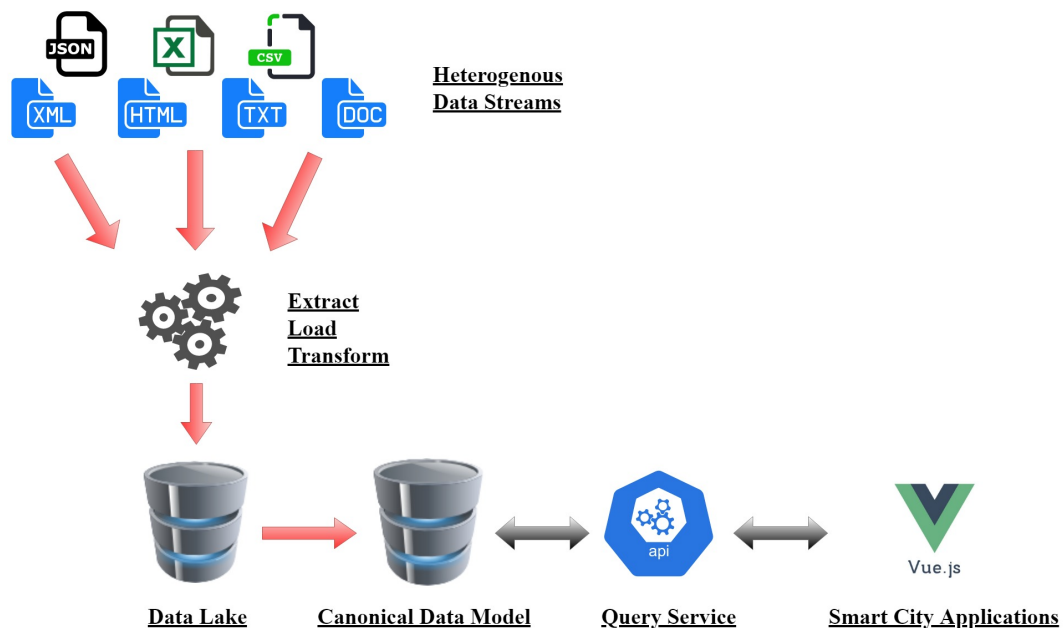 JSON
X
CSV
XML
HTML
TXT
DOC
Heterogenous
Data Streams
Extract
Load
Transform
api
Vue.js
Data Lake
Canonical Data Model
Query Service
Smart City Applications